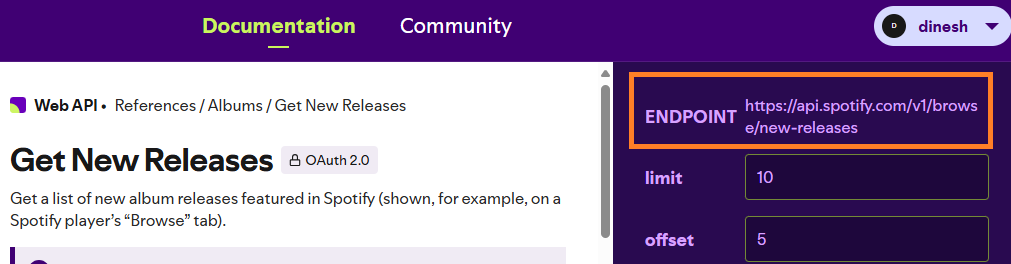 Documentation
Community
D
dinesh
Web API • References / Albums / Get New Releases
Get New Releases
OAuth 2.0
Get a list of new album releases featured in Spotify (shown, for example, on a
Spotify player's “Browse” tab).
ENDPOINT
https://api.spotify.com/v1/brows
e/new-releases
limit
10
offset
5